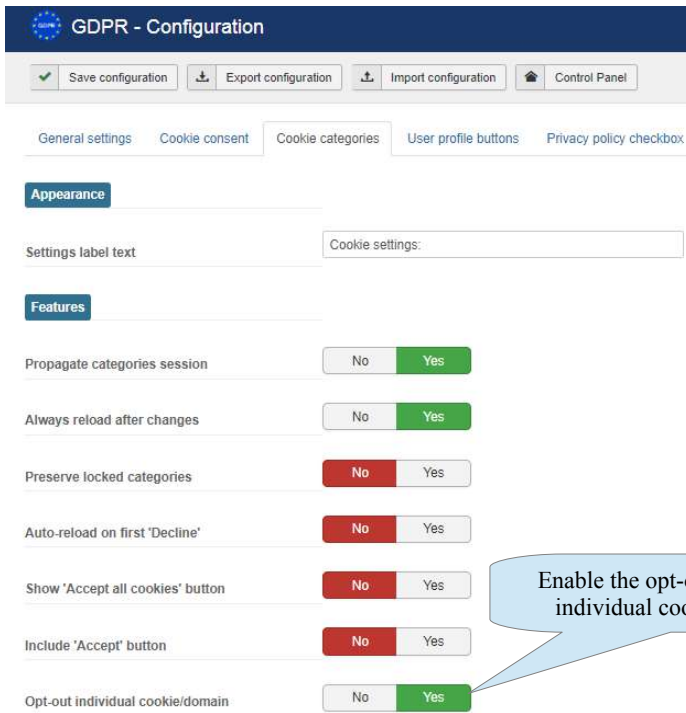 GDPR - Configuration
Save configuration Export configuration Import configuration Control Panel
General settings Cookie consent Cookie categories User profile buttons Privacy policy checkbox
Appearance
Settings label text Cookie settings:
Features
Propagate categories session No Yes
Always reload after changes No Yes
Preserve locked categories No Yes
Auto-reload on first 'Decline' No Yes
Show 'Accept all cookies' button No Yes
Enable the opt-
individual
Include 'Accept' button No Yes
Opt-out individual cookie/domain No Yes